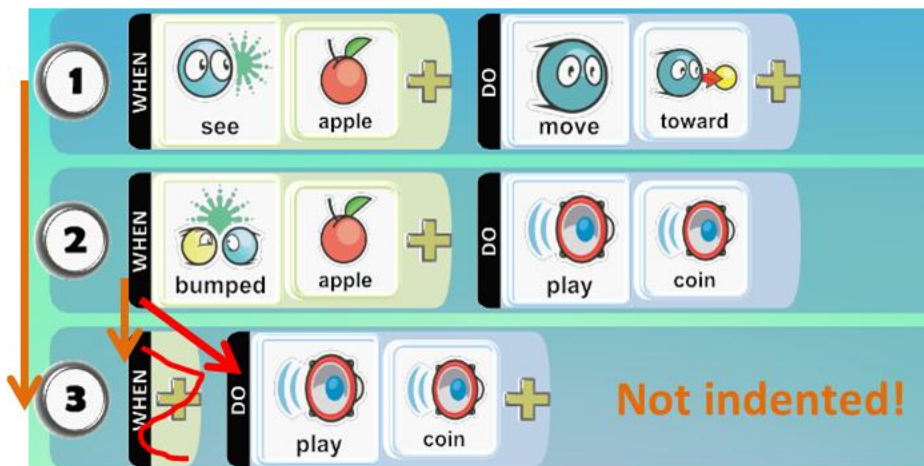 1
WHEN
see
apple
DO
move
toward
2
WHEN
bumped
apple
DO
play
coin
3
WHEN
DO
play
coin
Not indented!